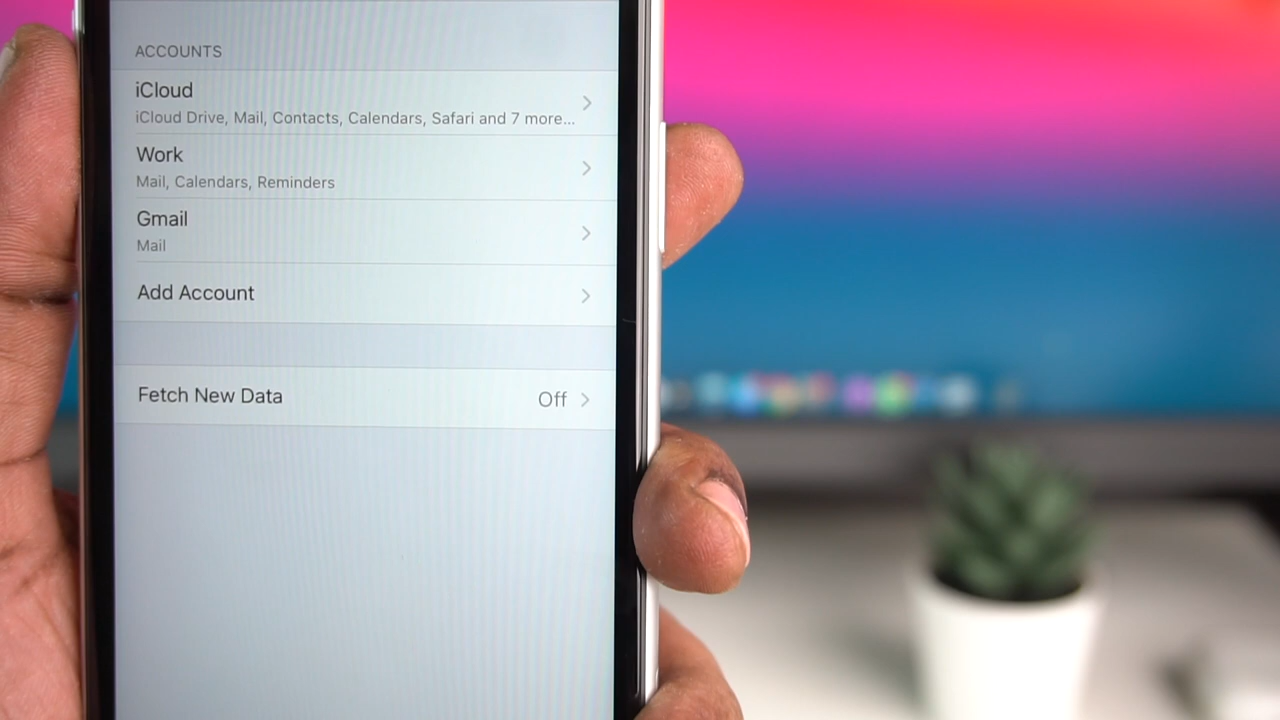 ACCOUNTS
iCloud
iCloud Drive, Mail, Contacts, Calendars, Safari and 7 more...
Work
Mail, Calendars, Reminders
Gmail
Mail
Add Account
Fetch New Data Off